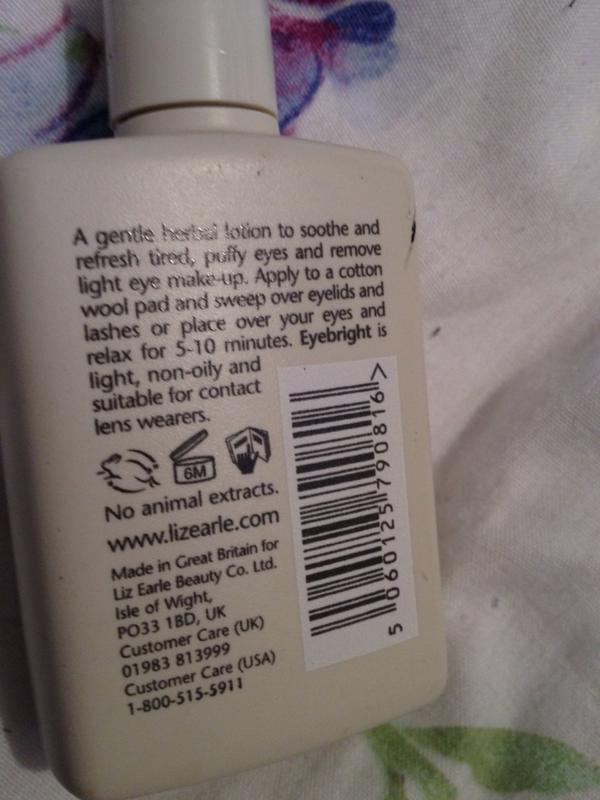 A gentle herbal lotion to soothe and
refresh tired, puffy eyes and remove
light eye make-up. Apply to a cotton
wool pad and sweep over eyelids and
lashes or place over your eyes and
relax for 5-10 minutes. Eyebright is
light, non-oily and
suitable for contact
lens wearers.
6M
No animal extracts.
www.lizearle.com
Made in Great Britain for
Liz Earle Beauty Co. Ltd.
Isle of Wight,
PO33 1BD, UK
Customer Care (UK)
01983 813999
Customer Care (USA)
1-800-515-5911
5 060125 790816 >